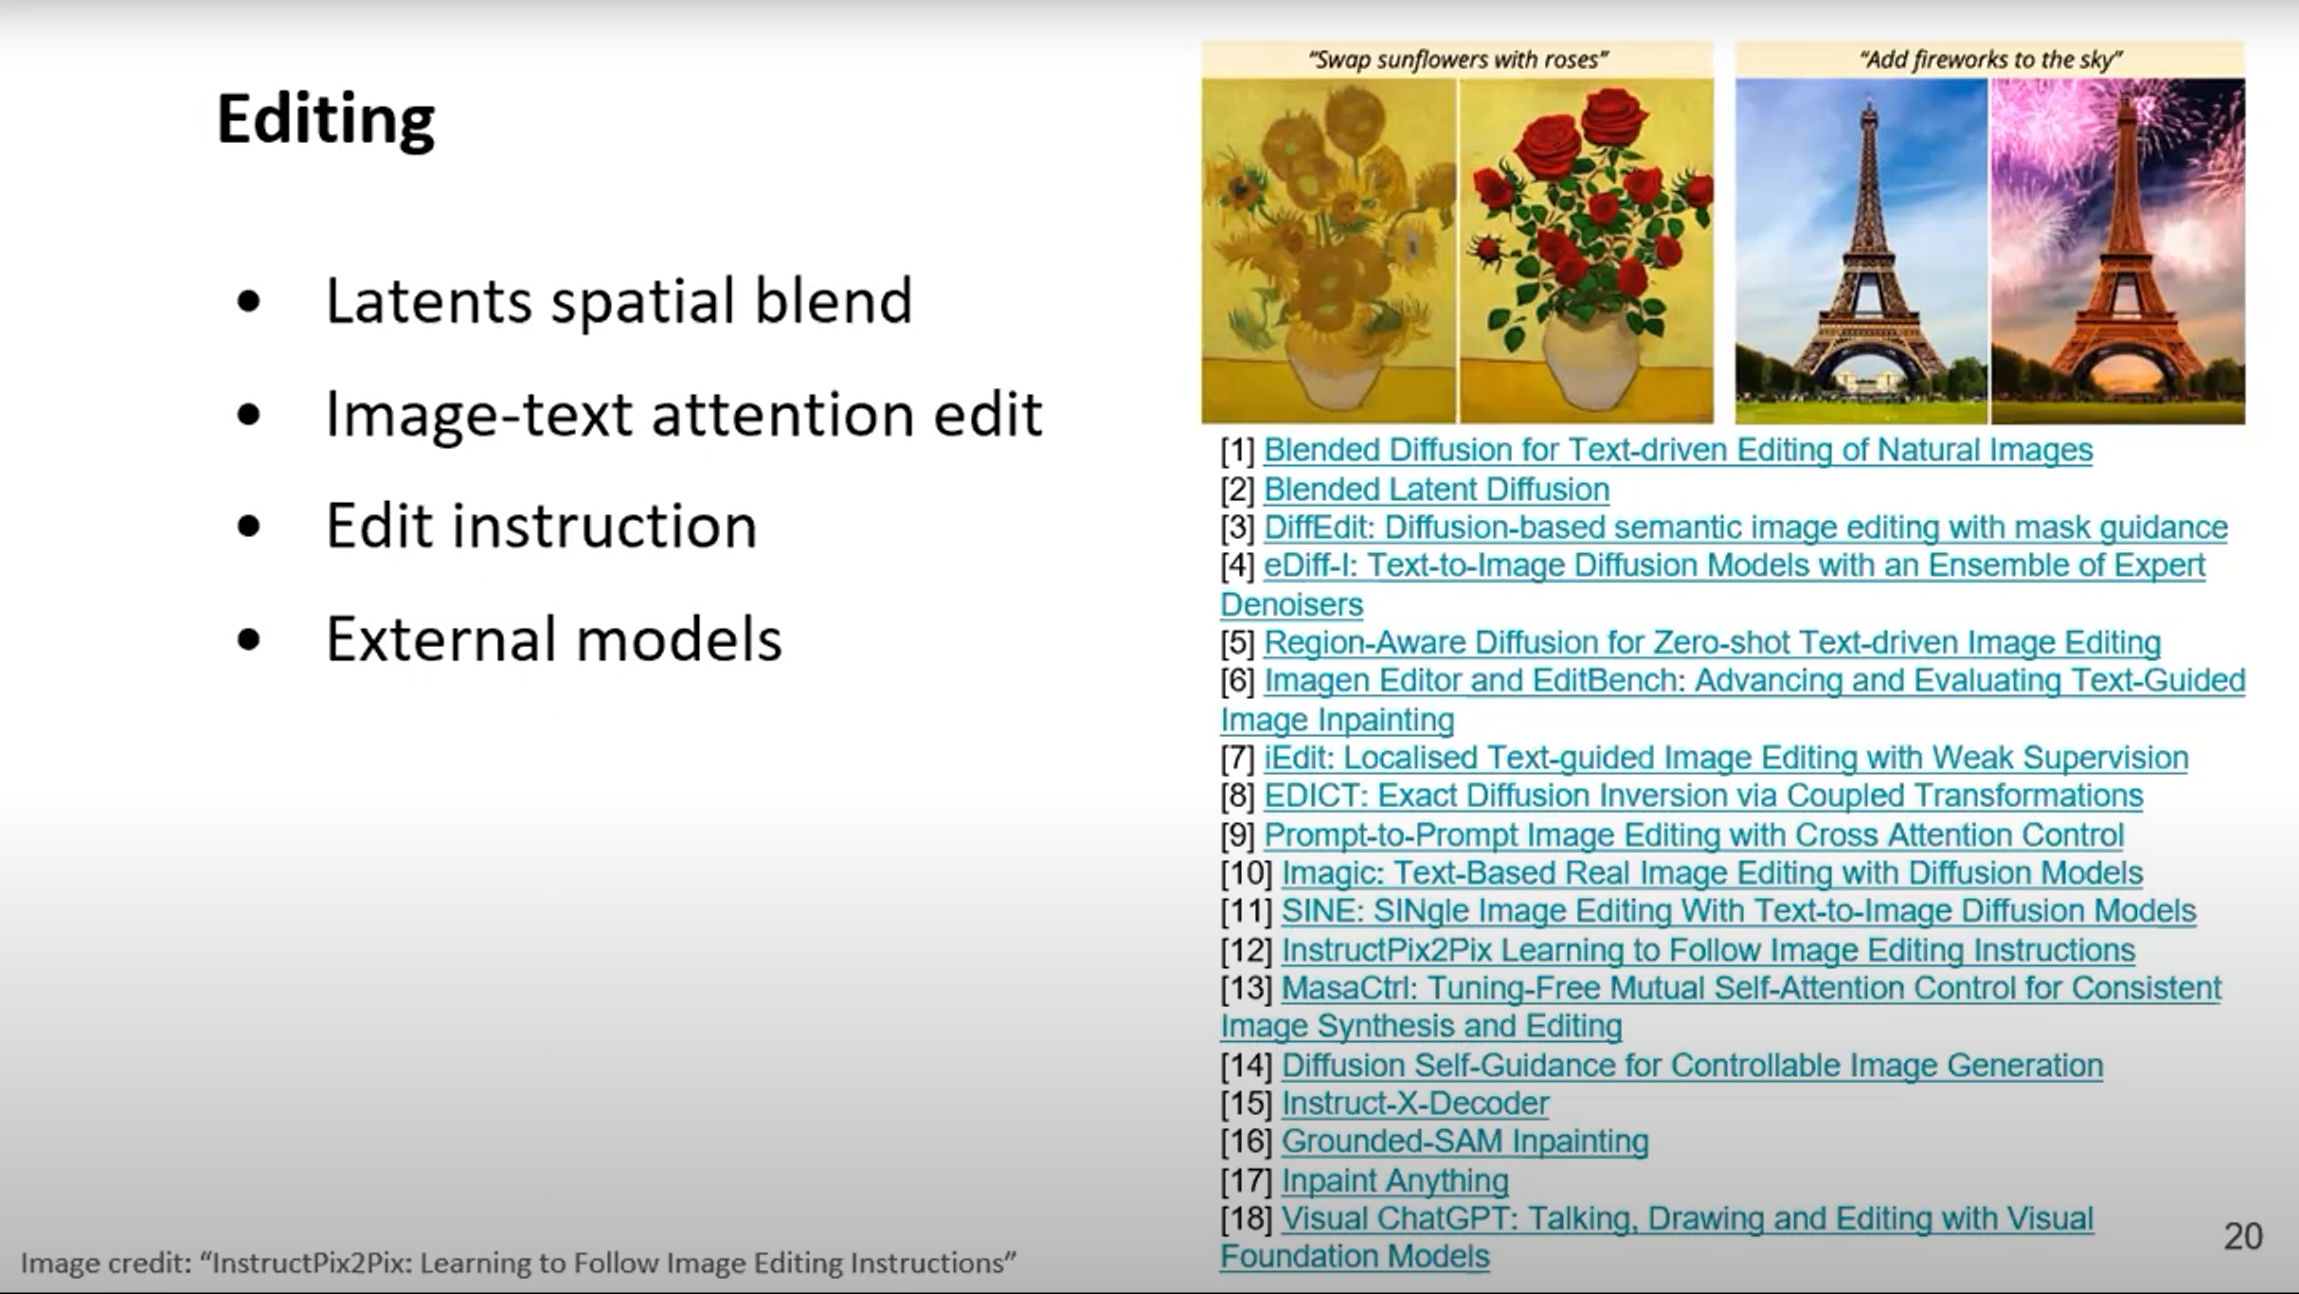 Editing
• Latents spatial blend
• Image-text attention edit
• Edit instruction
• External models
“Swap sunflowers with roses”
“Add fireworks to the sky”
[1] Blended Diffusion for Text-driven Editing of Natural Images
[2] Blended Latent Diffusion
[3] DiffEdit: Diffusion-based semantic image editing with mask guidance
[4] eDiff-I: Text-to-Image Diffusion Models with an Ensemble of Expert
Denoisers
[5] Region-Aware Diffusion for Zero-shot Text-driven Image Editing
[6] Imagen Editor and EditBench: Advancing and Evaluating Text-Guided
Image Inpainting
[7] iEdit: Localised Text-guided Image Editing with Weak Supervision
[8] EDICT: Exact Diffusion Inversion via Coupled Transformations
[9] Prompt-to-Prompt Image Editing with Cross Attention Control
[10] Imagic: Text-Based Real Image Editing with Diffusion Models
[11] SINE: SINgle Image Editing With Text-to-Image Diffusion Models
[12] InstructPix2Pix Learning to Follow Image Editing Instructions
[13] MasaCtrl: Tuning-Free Mutual Self-Attention Control for Consistent
Image Synthesis and Editing
[14] Diffusion Self-Guidance for Controllable Image Generation
[15] Instruct-X-Decoder
[16] Grounded-SAM Inpainting
[17] Inpaint Anything
[18] Visual ChatGPT: Talking, Drawing and Editing with Visual
Foundation Models
Image credit: “InstructPix2Pix: Learning to Follow Image Editing Instructions”
20